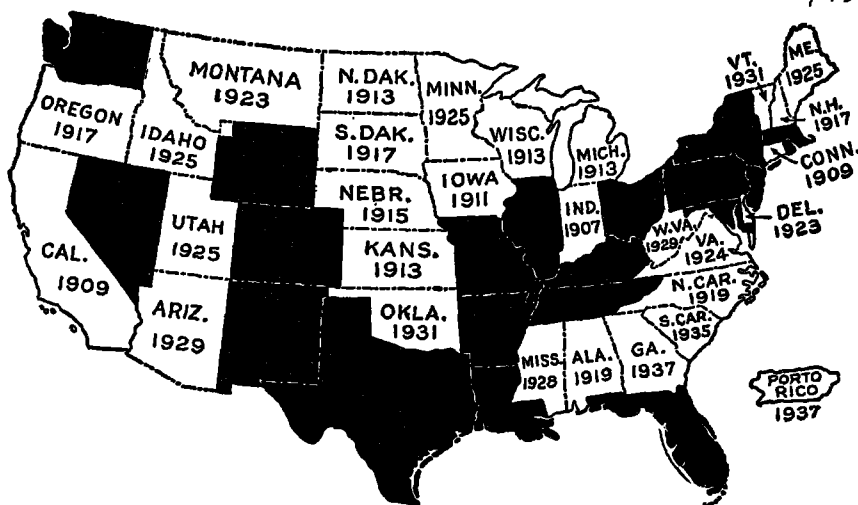 MONTANA
1923
N. DAK.
1913
MINN.
1925
VT.
1931
ME.
1925
OREGON
1917
IDAHO
1925
S. DAK.
1917
WISC.
1913
MICH.
1913
N.H.
1917
CONN.
1909
NEBR.
1915
IOWA
1911
IND.
1907
UTAH
1925
CAL.
1909
KANS.
1913
W.VA.
1929
VA.
1924
DEL.
1923
ARIZ.
1929
OKLA.
1931
N. CAR.
1919
S. CAR.
1935
MISS.
1928
ALA.
1919
GA.
1937
PORTO
RICO
1937